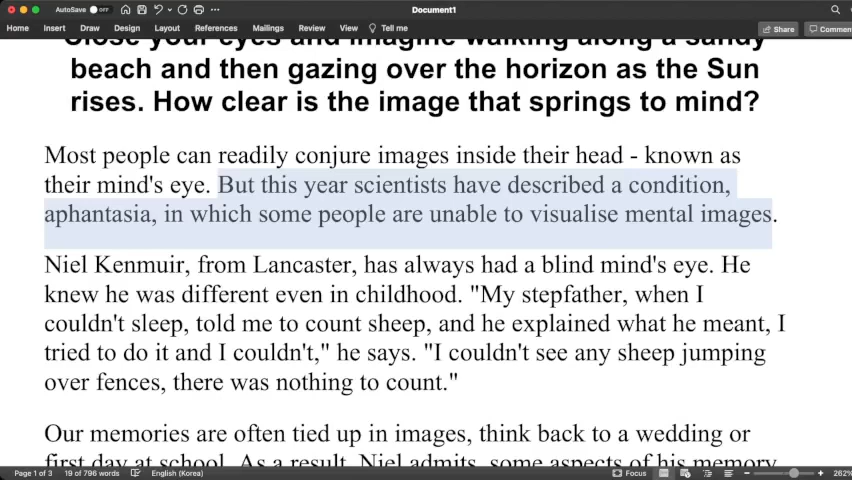 AutoSave OFF
Document1
Home Insert Draw Design Layout References Mailings Review View Tell me
Share Comment
Close your eyes and imagine walking along a sandy
beach and then gazing over the horizon as the Sun
rises. How clear is the image that springs to mind?
Most people can readily conjure images inside their head - known as
their mind's eye. But this year scientists have described a condition,
aphantasia, in which some people are unable to visualise mental images.
Niel Kenmuir, from Lancaster, has always had a blind mind's eye. He
knew he was different even in childhood. "My stepfather, when I
couldn't sleep, told me to count sheep, and he explained what he meant, I
tried to do it and I couldn't," he says. "I couldn't see any sheep jumping
over fences, there was nothing to count."
Our memories are often tied up in images, think back to a wedding or
first day at school. As a result, Niel admits, some aspects of his memory
Page 1 of 3 19 of 796 words English (Korea) Focus 262%